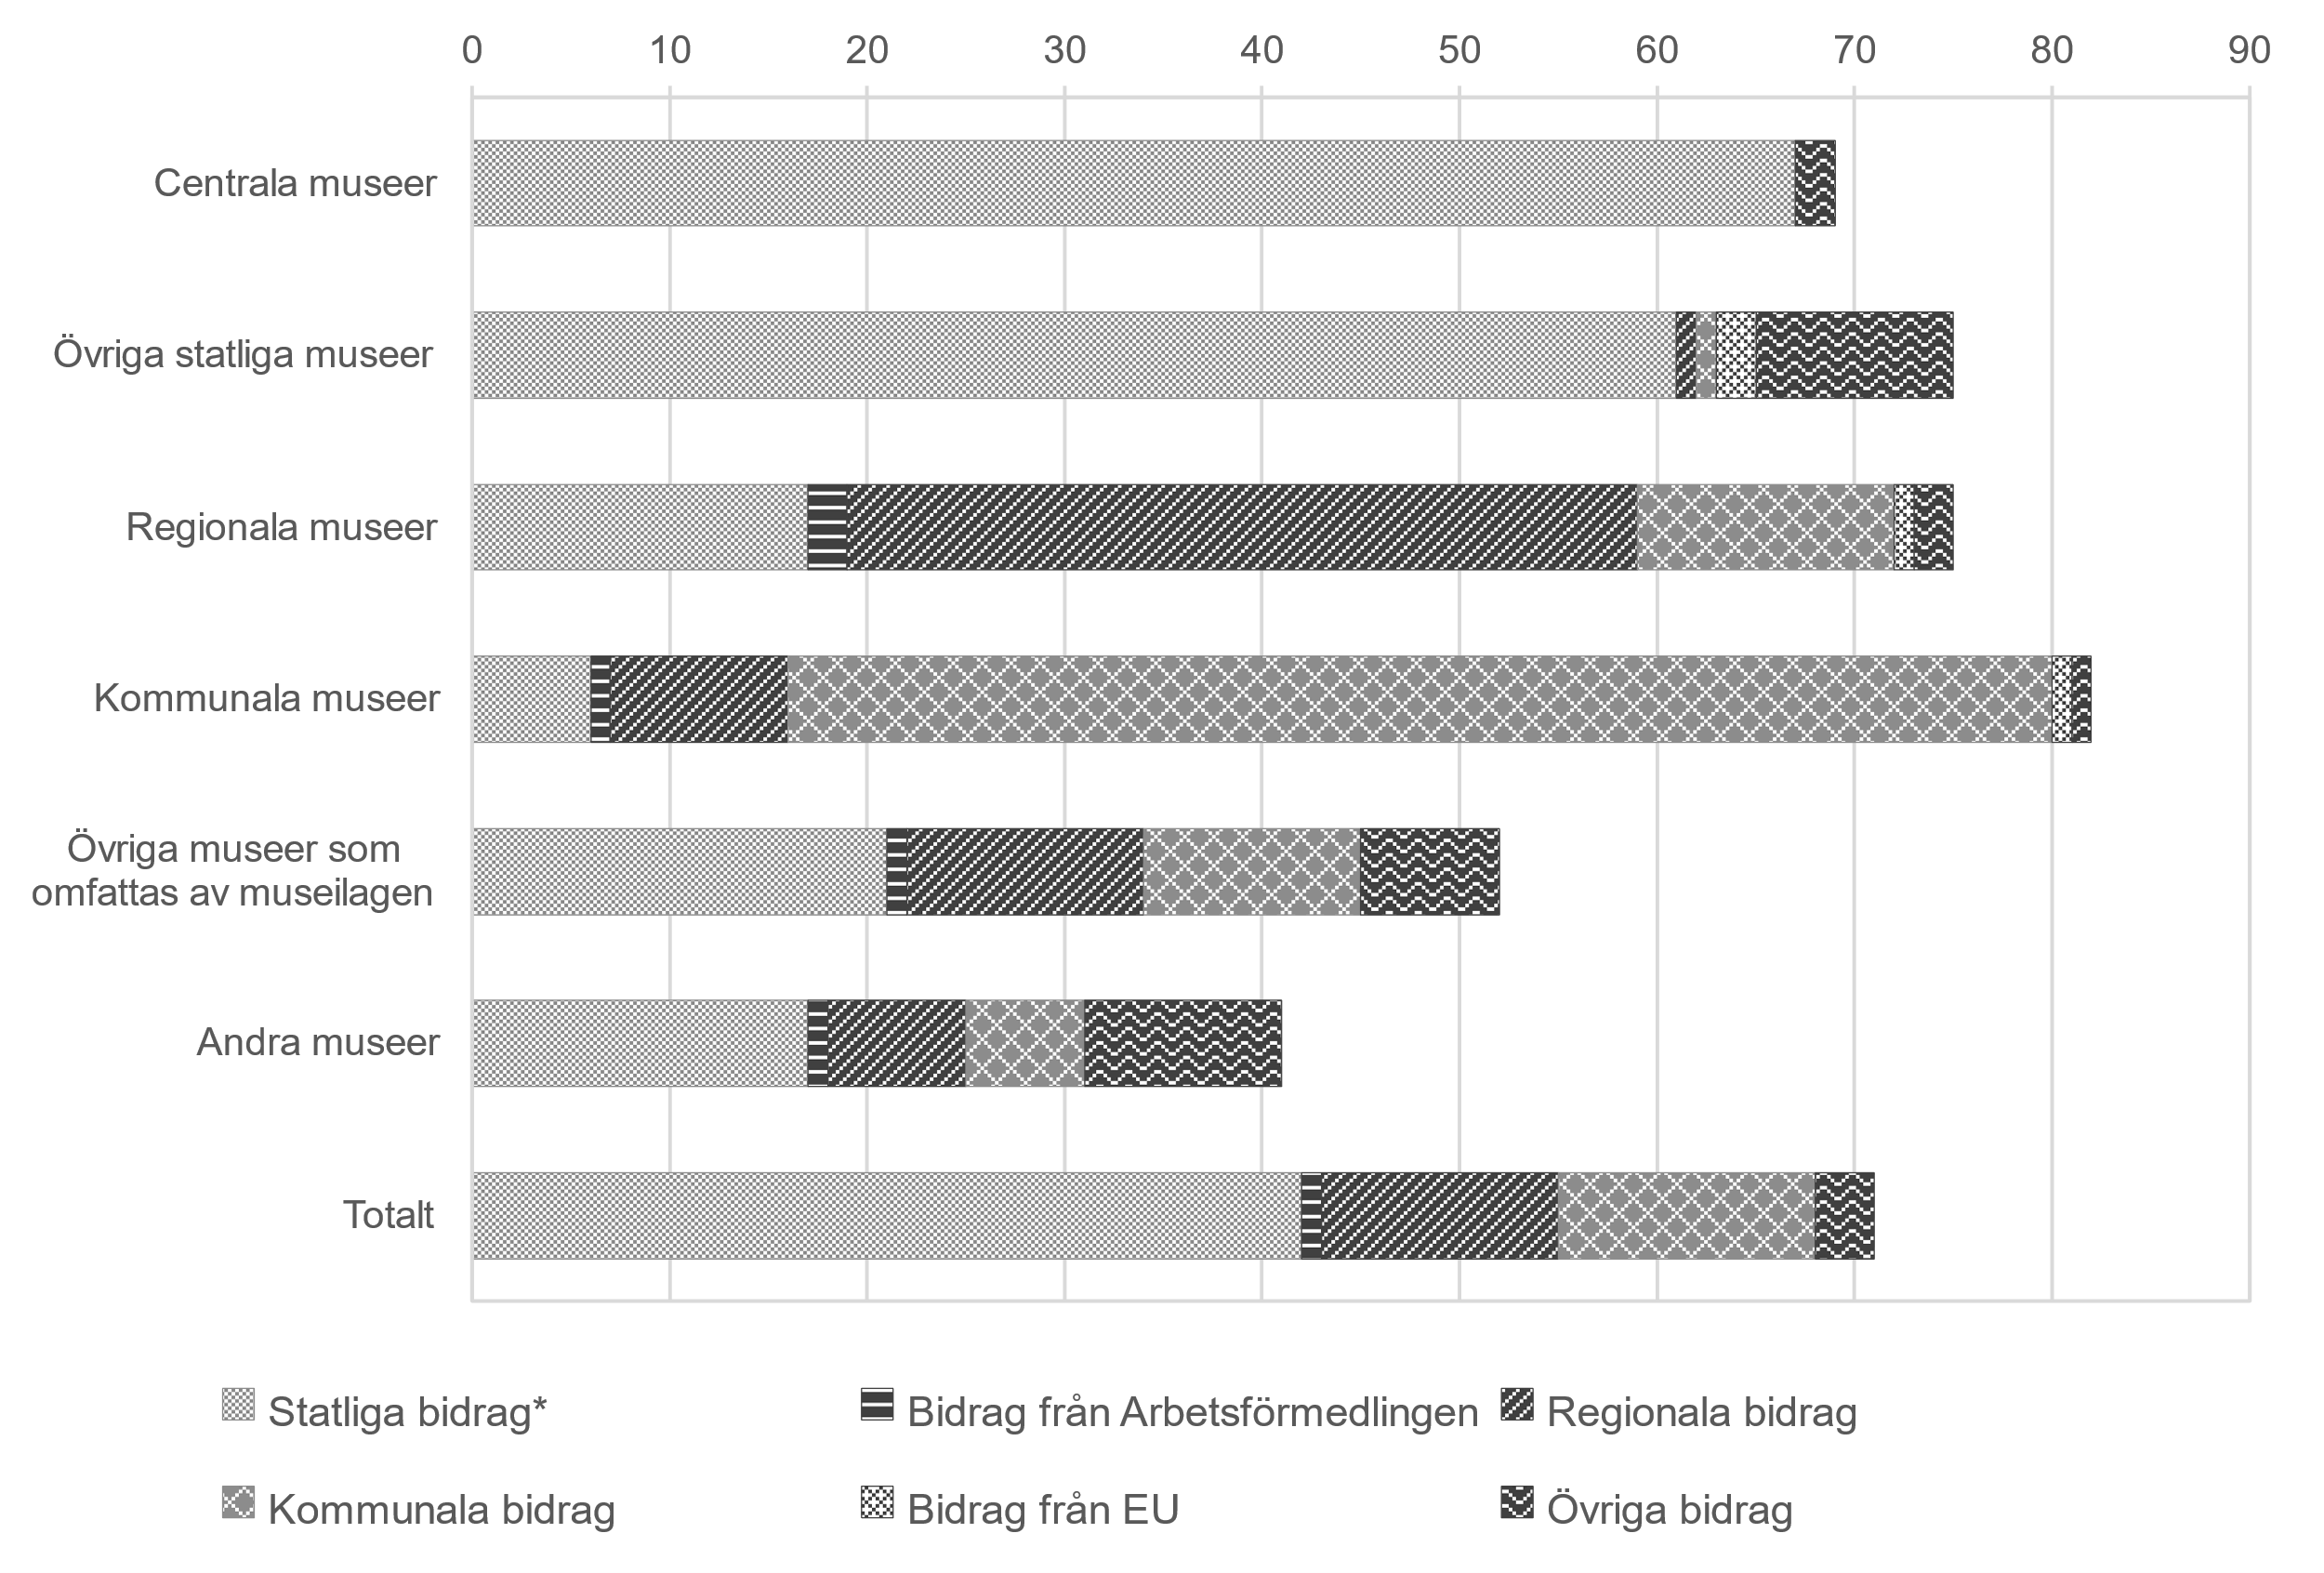 0 10 20 30 40 50 60 70 80 90
Centrala museer
Övriga statliga museer
Regionala museer
Kommunala museer
Övriga museer som
omfattas av museilagen
Andra museer
Totalt
Statliga bidrag* Bidrag från Arbetsförmedlingen Regionala bidrag
Kommunala bidrag Bidrag från EU Övriga bidrag